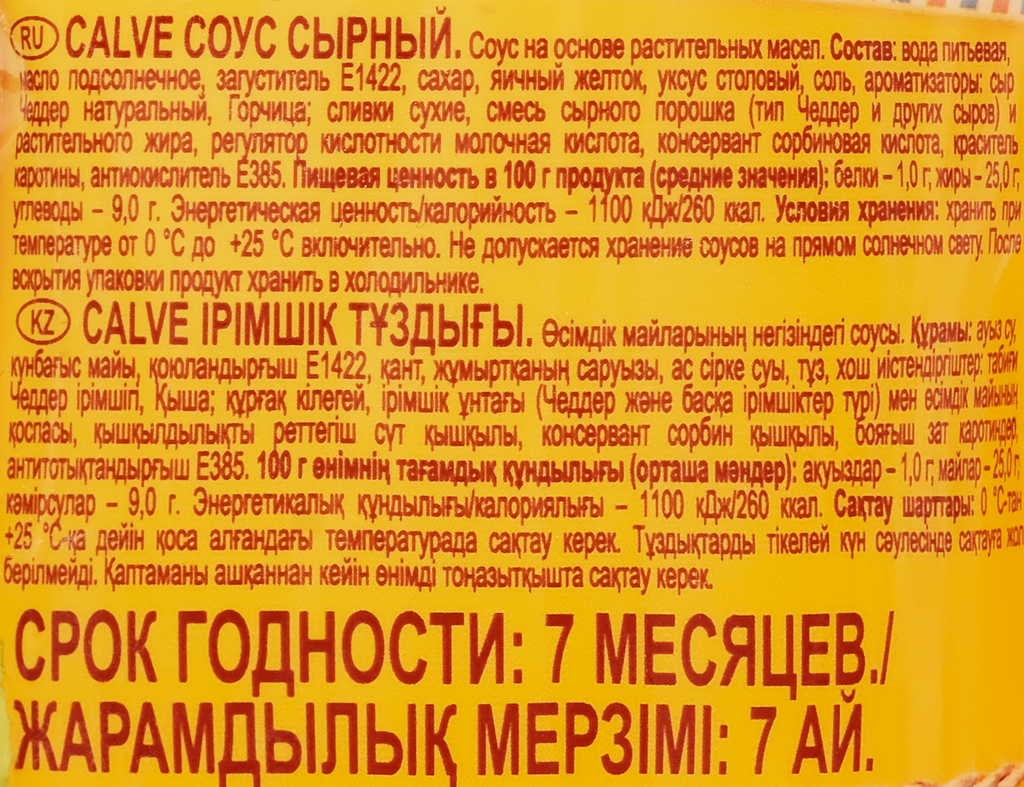 RU CALVE СОУС СЫРНЫЙ. Соус на основе растительных масел. Состав: вода питьевая,
масло подсолнечное, загуститель Е1422, сахар, яичный желток, уксус столовый, соль, ароматизаторы: сыр
Чеддер натуральный, Горчица; сливки сухие, смесь сырного порошка (тип Чеддер и других сыров) и
растительного жира, регулятор кислотности молочная кислота, консервант сорбиновая кислота, краситель
каротины, антиокислитель Е385. Пищевая ценность в 100 г продукта (средние значения): белки – 1,0 г, жиры – 25,0 г,
углеводы – 9,0 г. Энергетическая ценность/калорийность – 1100 кДж/260 ккал. Условия хранения: хранить при
температуре от 0 °С до +25 °С включительно. Не допускается хранение соусов на прямом солнечном свету. После
вскрытия упаковки продукт хранить в холодильнике.
KZ CALVE ІРІМШІК ТҰЗДЫҒЫ. Өсімдік майларының негізіндегі соусы. Құрамы: ауыз су,
күнбағыс майы, қоюландырғыш Е1422, қант, жұмыртқаның саруызы, ас сірке суы, тұз, хош иістендіргіштер: табиғи
Чеддер ірімшігі, Қыша; құрғақ кілегей, ірімшік ұнтағы (Чеддер және басқа ірімшіктер түрі) мен өсімдік майының
қоспасы, қышқылдылықты реттегіш сүт қышқылы, консервант сорбин қышқылы, бояғыш зат каротиндер,
антитотықтандырғыш Е385. 100 г өнімнің тағамдық құндылығы (орташа мәндер): ақуыздар – 1,0 г, майлар – 25,0 г,
көмірсулар – 9,0 г. Энергетикалық құндылығы/калориялығы – 1100 кДж/260 ккал. Сақтау шарттары: 0 °С-тан
+25 °С-қа дейін қоса алғандағы температурада сақтау керек. Тұздықтарды тікелей күн сәулесінде сақтауға жол
берілмейді. Қаптаманы ашқаннан кейін өнімді тоңазытқышта сақтау керек.
СРОК ГОДНОСТИ: 7 МЕСЯЦЕВ./
ЖАРАМДЫЛЫҚ МЕРЗІМІ: 7 АЙ.